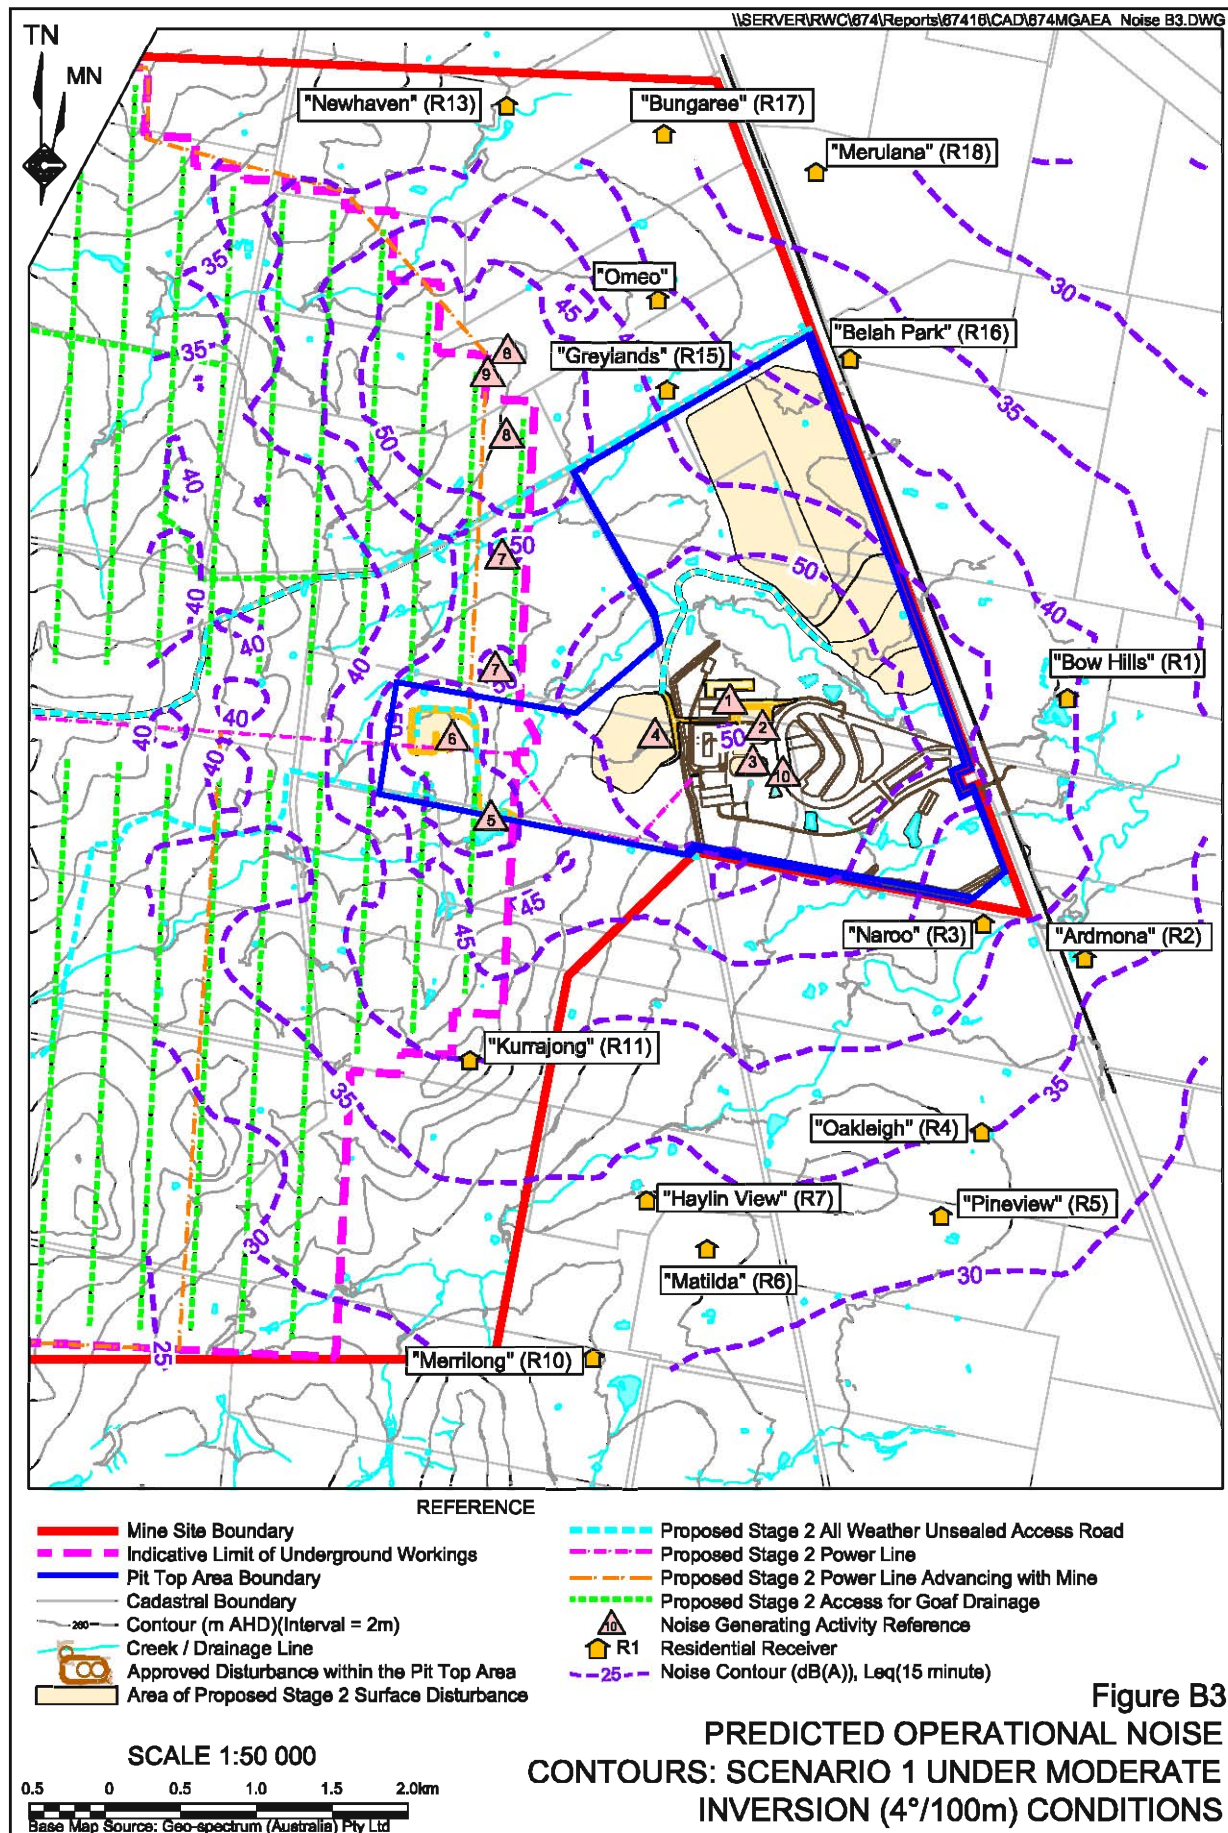 \\SERVER\RWC\674\Reports\67416\CAD\674MGAEA_Noise B3.DWG
TN
MN
"Newhaven" (R13)
"Bungaree" (R17)
"Merulana" (R18)
35
30
"Omeo"
45
"Belah Park" (R16)
35
"Greylands" (R15)
8
9
35
50
8
40
50
7
50
40
40
40
40
"Bow Hills" (R1)
7
50
40
1
40
50
6
4
2
50
3
10
40
5
45
45
"Naroo" (R3)
"Ardmona" (R2)
"Kurrajong" (R11)
35
35
"Oakleigh" (R4)
"Haylin View" (R7)
"Pineview" (R5)
30
"Matilda" (R6)
30
25
"Merrilong" (R10)
REFERENCE
Mine Site Boundary
Indicative Limit of Underground Workings
Pit Top Area Boundary
Cadastral Boundary
260 Contour (m AHD)(Interval = 2m)
Creek / Drainage Line
Approved Disturbance within the Pit Top Area
Area of Proposed Stage 2 Surface Disturbance
Proposed Stage 2 All Weather Unsealed Access Road
Proposed Stage 2 Power Line
Proposed Stage 2 Power Line Advancing with Mine
Proposed Stage 2 Access for Goaf Drainage
10 Noise Generating Activity Reference
R1 Residential Receiver
25 Noise Contour (dB(A)), Leq(15 minute)
SCALE 1:50 000
0.5 0 0.5 1.0 1.5 2.0km
Base Map Source: Geo-spectrum (Australia) Pty Ltd
Figure B3
PREDICTED OPERATIONAL NOISE
CONTOURS: SCENARIO 1 UNDER MODERATE
INVERSION (4°/100m) CONDITIONS